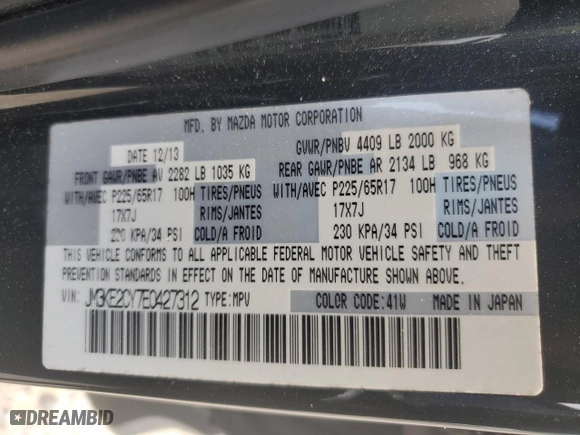 MFD. BY MAZDA MOTOR CORPORATION
DATE 12/13 GVWR/PNBV 4409 LB 2000 KG
FRONT GAWR/PNBE AV 2282 LB 1035 KG REAR GAWR/PNBE AR 2134 LB 968 KG
WITH/AVEC P225/65R17 100H TIRES/PNEUS WITH/AVEC P225/65R17 100H TIRES/PNEUS
17X7J RIMS/JANTES 17X7J RIMS/JANTES
230 KPA/34 PSI COLD/A FROID 230 KPA/34 PSI COLD/A FROID
THIS VEHICLE CONFORMS TO ALL APPLICABLE FEDERAL MOTOR VEHICLE SAFETY AND THEFT
PREVENTION STANDARDS IN EFFECT ON THE DATE OF MANUFACTURE SHOWN ABOVE.
VIN: JM3KE2CY7E0427312 TYPE:MPV COLOR CODE:41W MADE IN JAPAN
DREAMBID